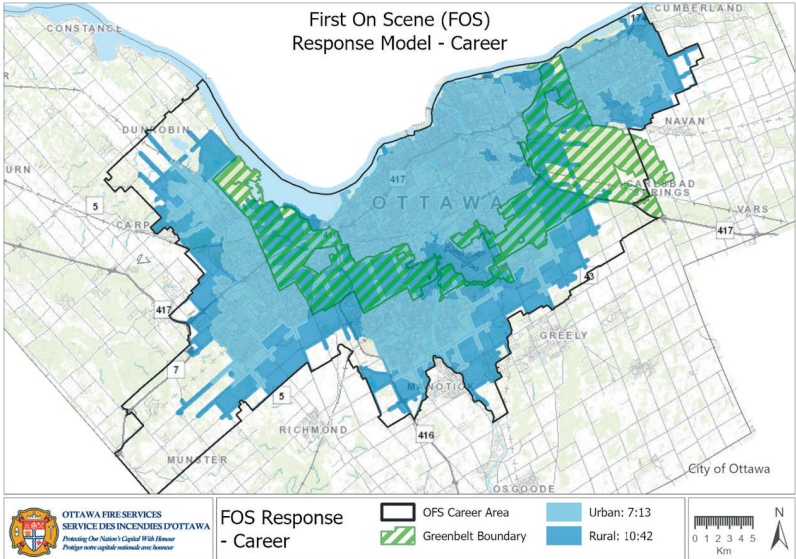 First On Scene (FOS)
Response Model - Career
CUMBERLAND
CONSTANCE
174
DUNROBIN
NAVAN
URN
417
OTTAWA
CARLSBAD
SPRINGS
5
CARP
VARS
417
43
417
GREELY
7
MANOTICK
5
RICHMOND
416
MUNSTER
City of Ottawa
OSGOODE
OTTAWA FIRE SERVICES
SERVICE DES INCENDIES D'OTTAWA
Protecting Our Nation's Capital With Honour
Protéger notre capitale nationale avec honneur
FOS Response
- Career
OFS Career Area
Greenbelt Boundary
Urban: 7:13
Rural: 10:42
0 1 2 3 4 5
Km
N